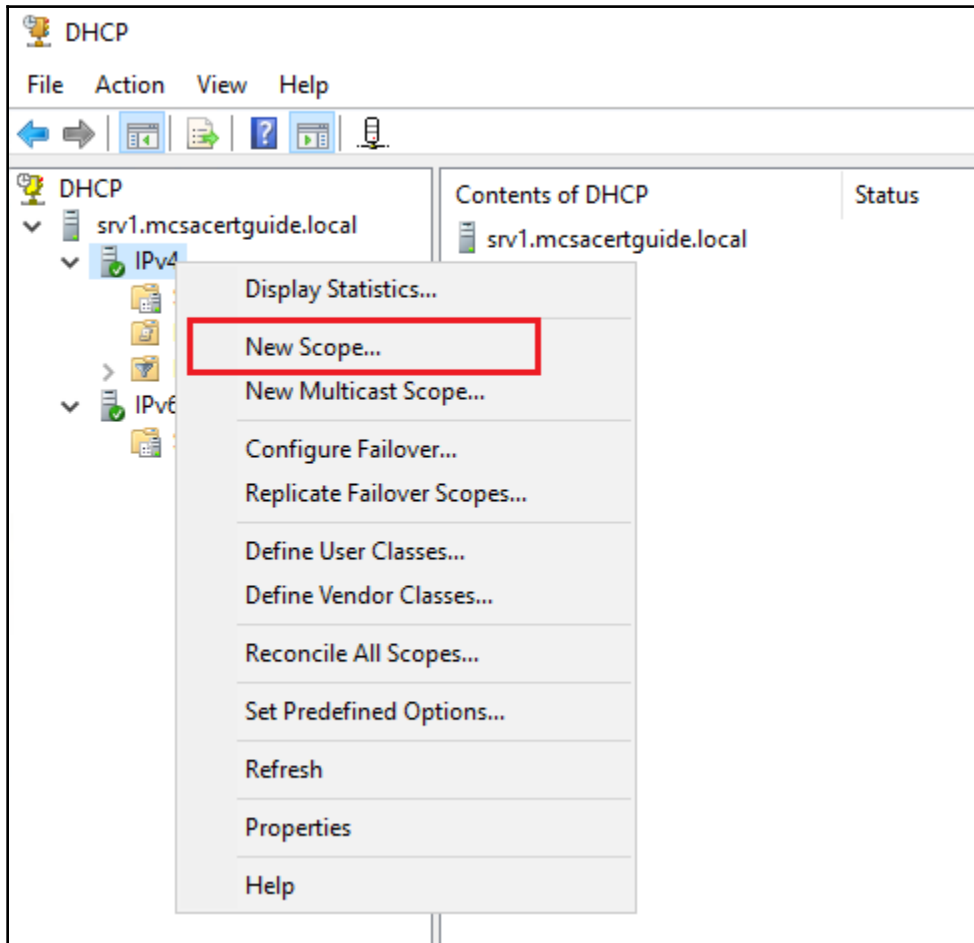 DHCP
File Action View Help
DHCP
srv1.mcsacertguide.local
IPv4
IPv6
Contents of DHCP Status
srv1.mcsacertguide.local
Display Statistics...
New Scope...
New Multicast Scope...
Configure Failover...
Replicate Failover Scopes...
Define User Classes...
Define Vendor Classes...
Reconcile All Scopes...
Set Predefined Options...
Refresh
Properties
Help